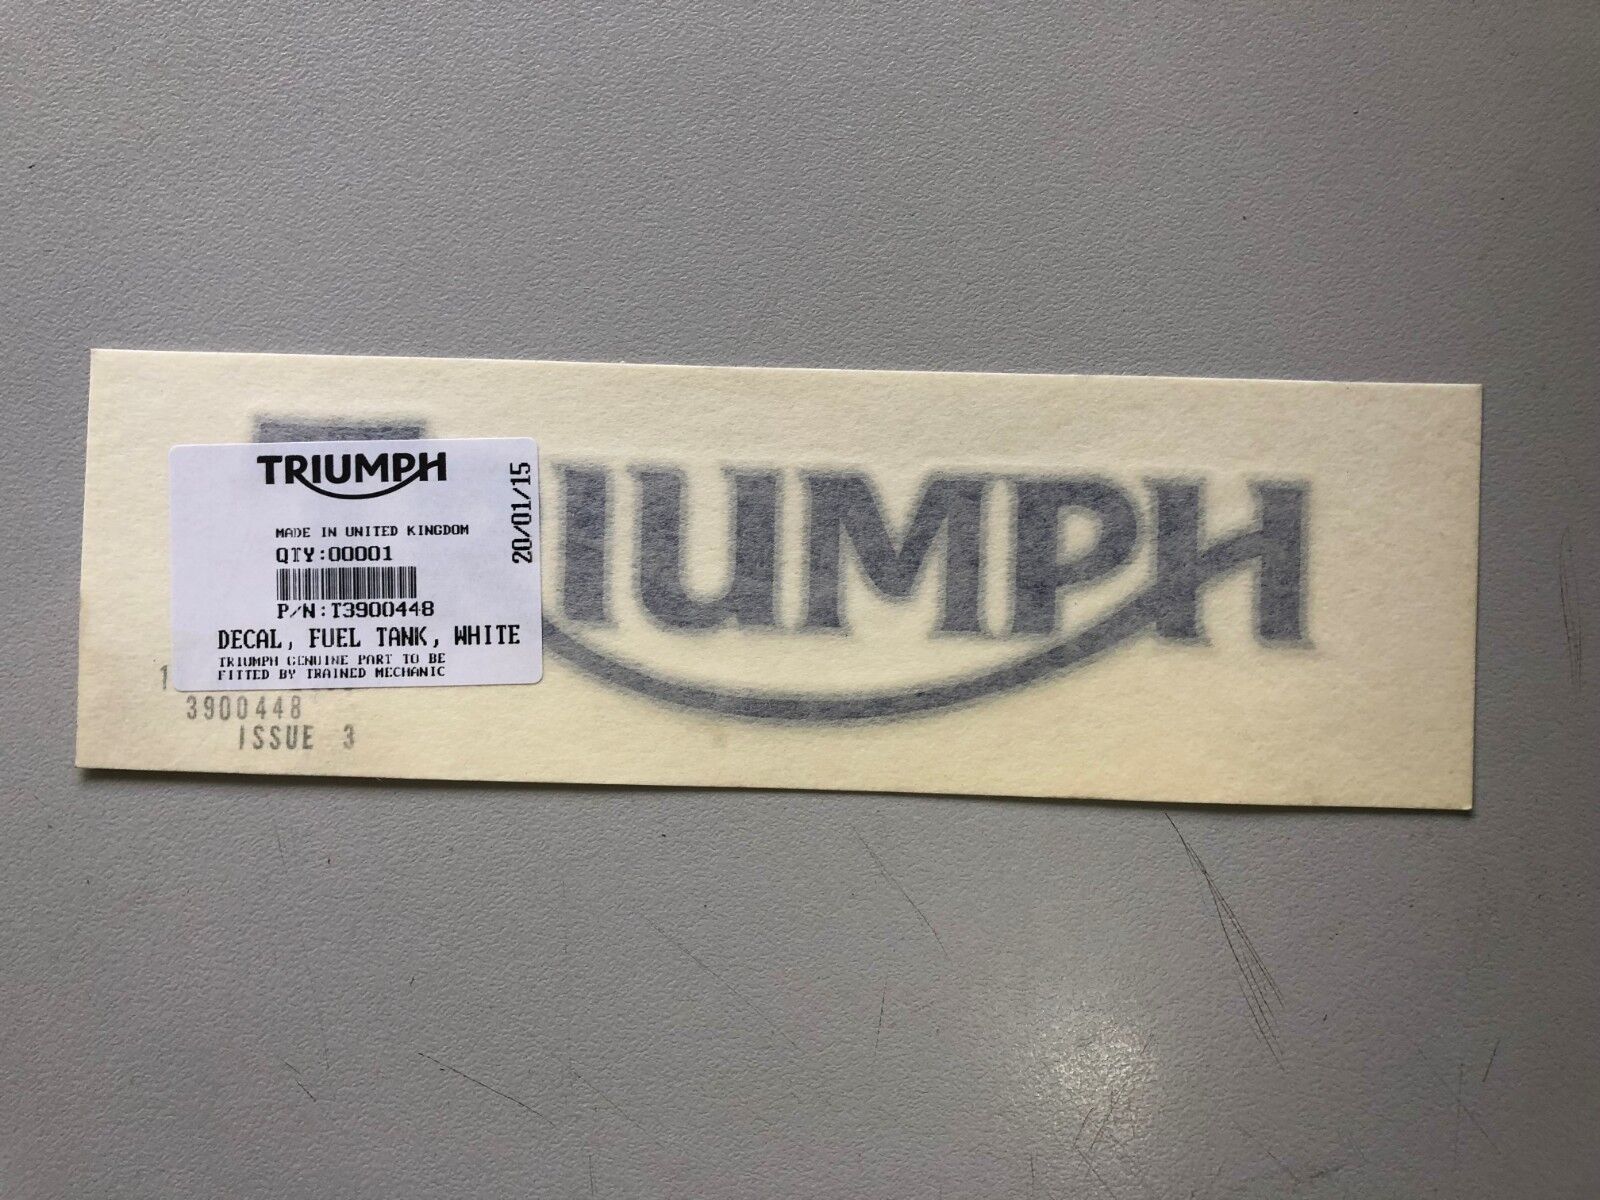 TRIUMPH
MADE IN UNITED KINGDOM
QTY:00001
P/N:T3900448
DECAL, FUEL TANK, WHITE
TRIUMPH GENUINE PART TO BE
FITTED BY TRAINED MECHANIC
20/01/15
IUMPH
3900448
ISSUE 3